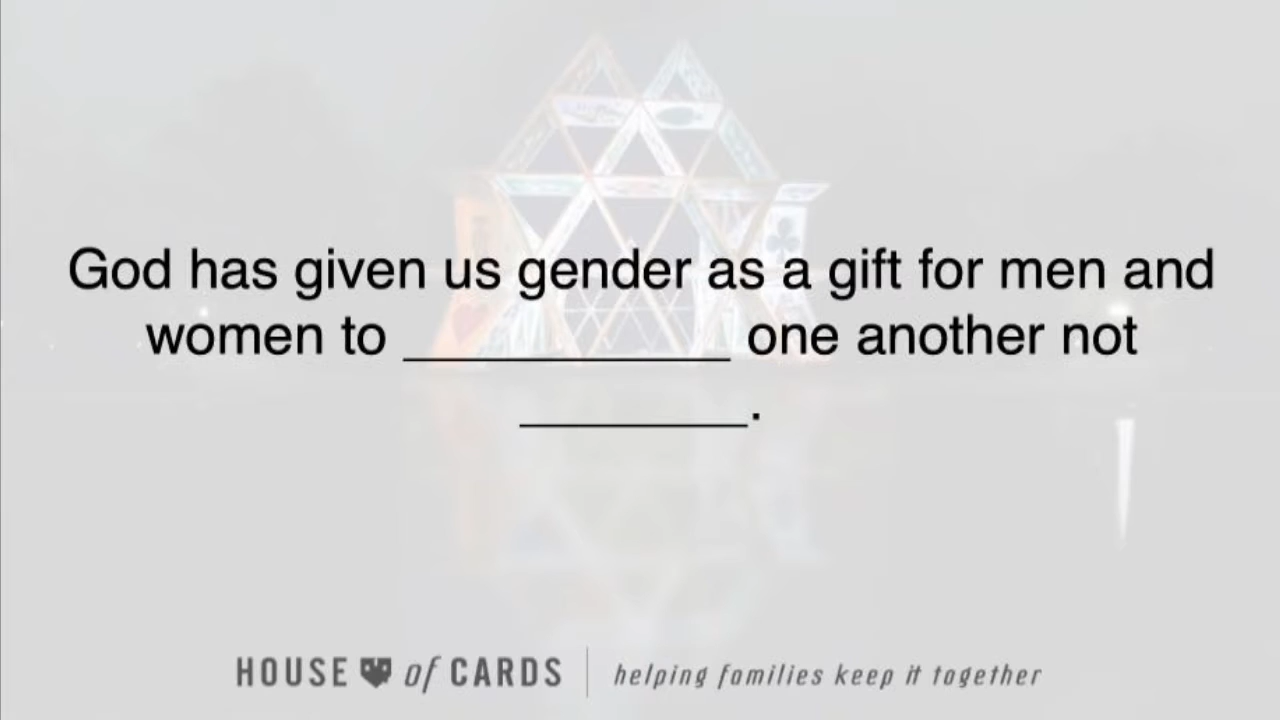 God has given us gender as a gift for men and
women to ____________ one another not
________.
HOUSE of CARDS helping families keep it together